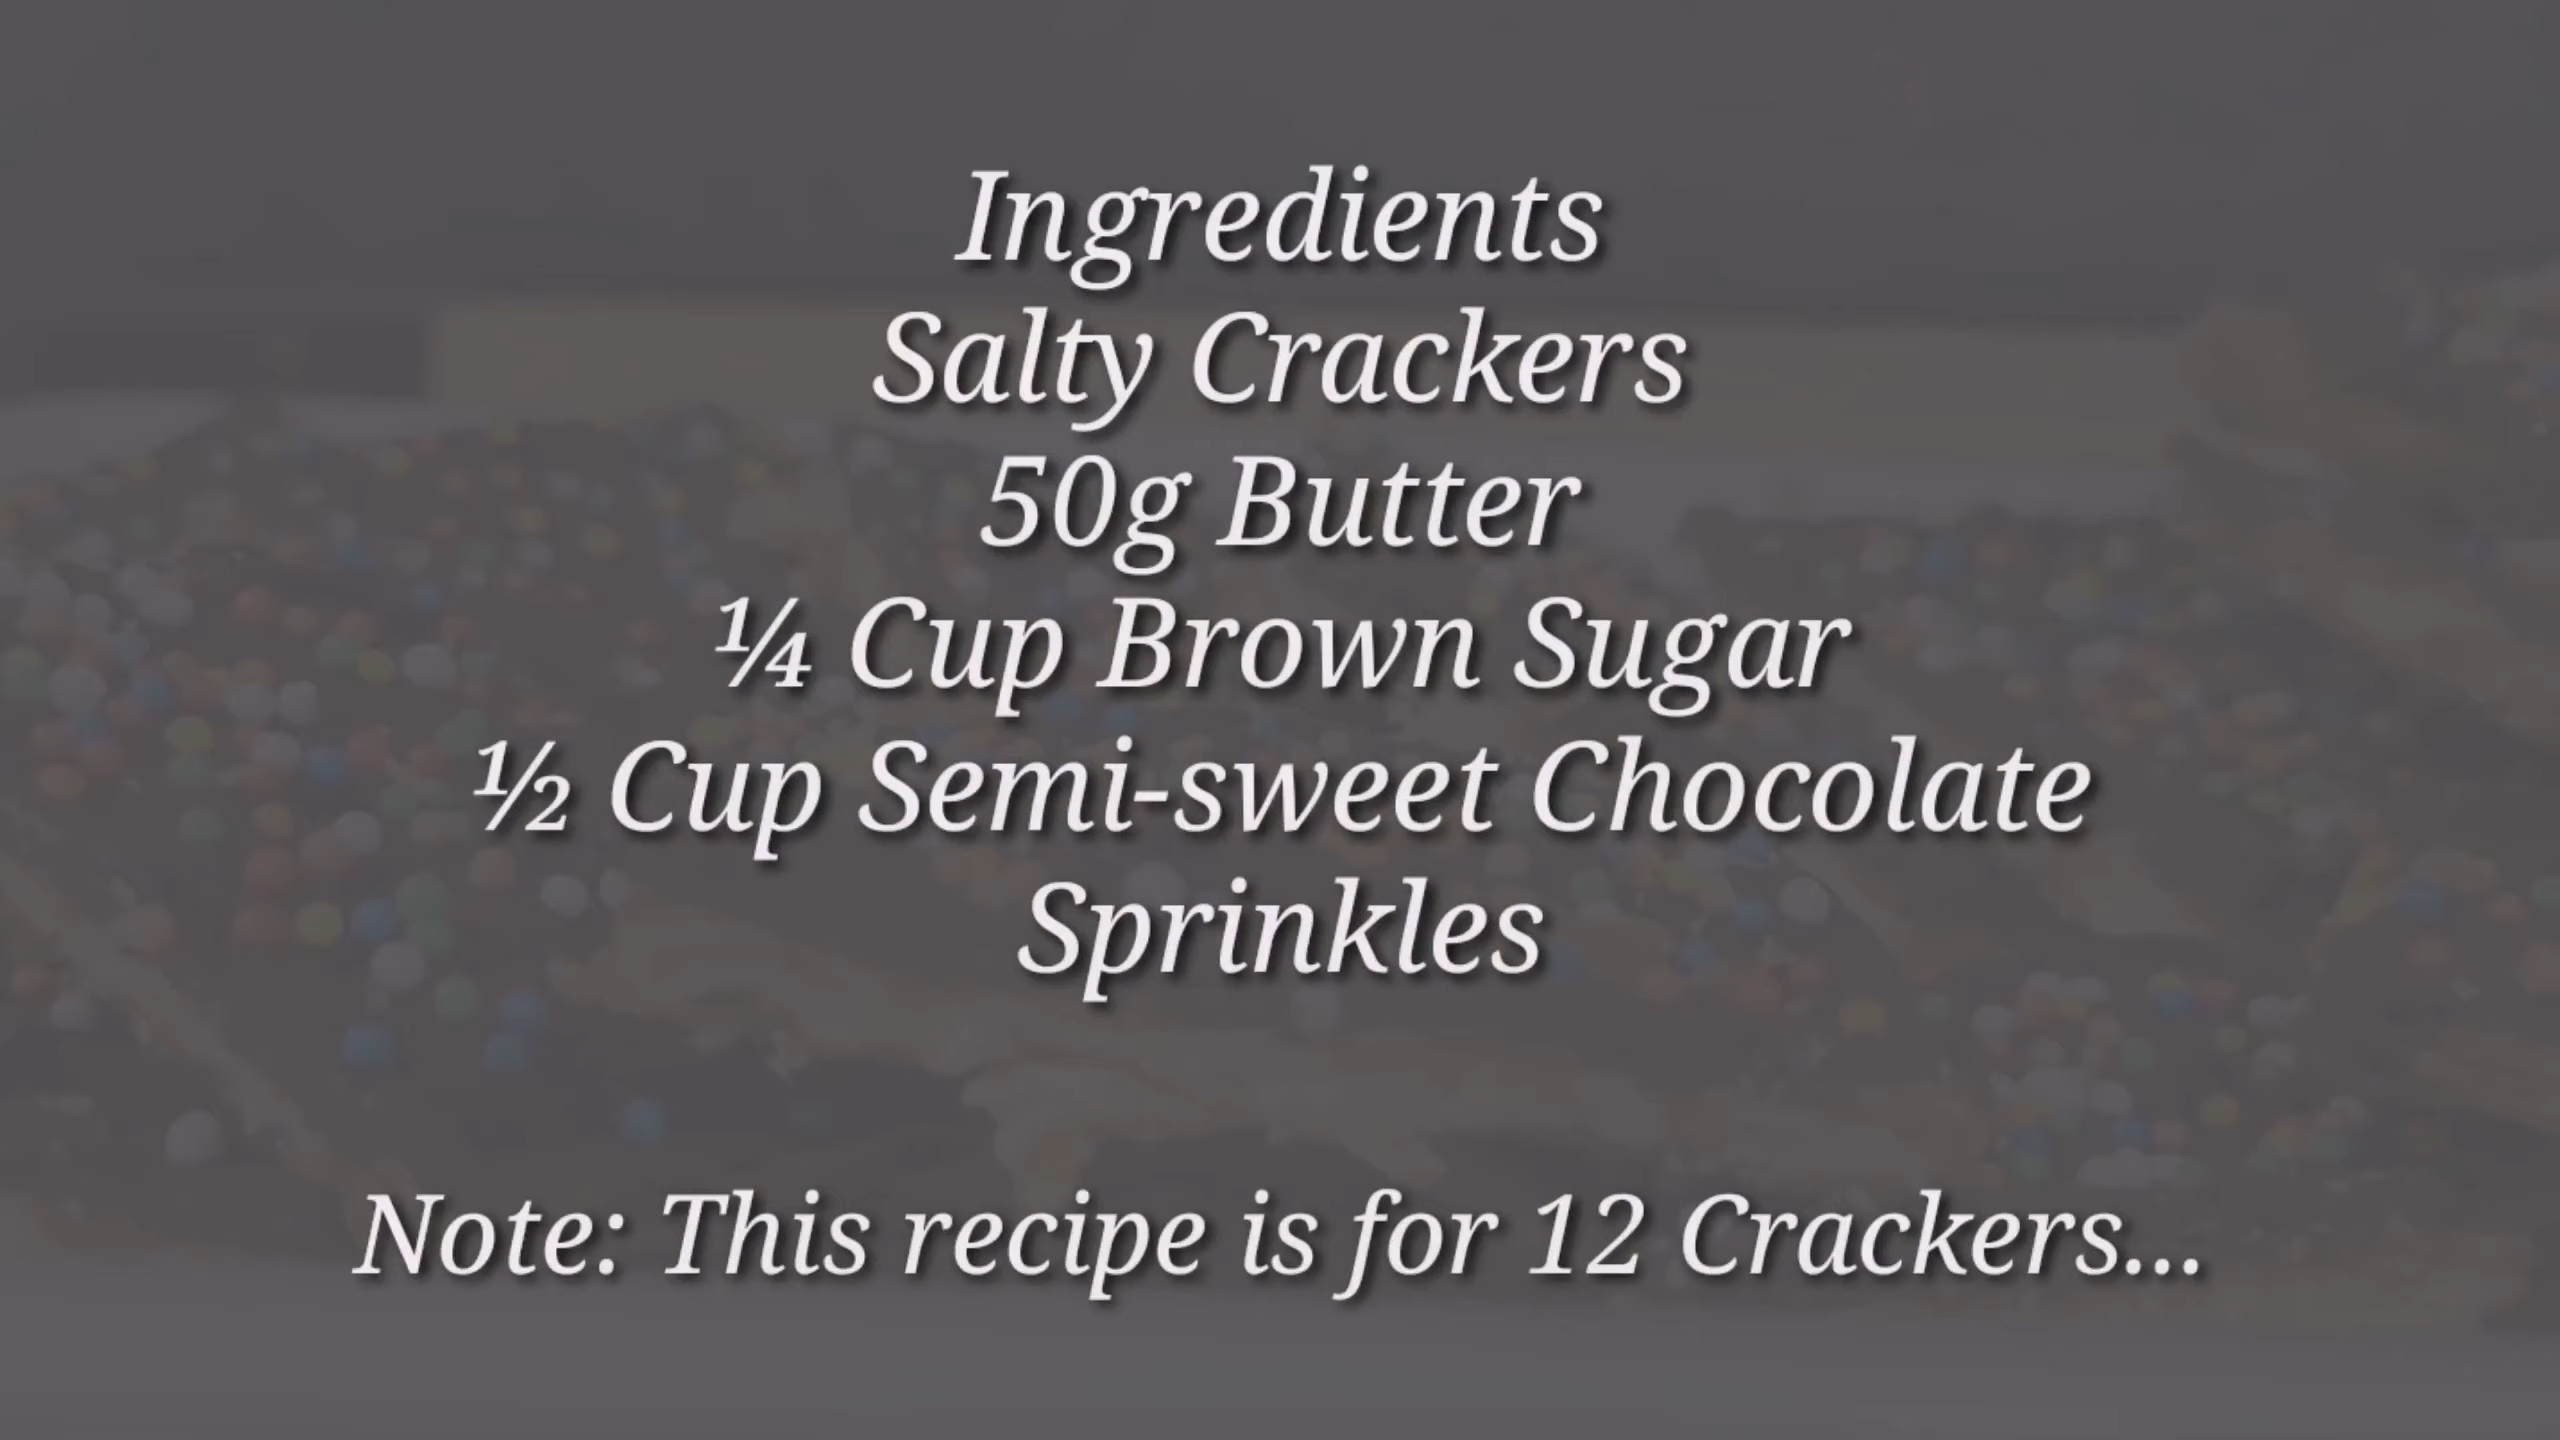 Ingredients
Salty Crackers
50g Butter
¼ Cup Brown Sugar
½ Cup Semi-sweet Chocolate
Sprinkles
Note: This recipe is for 12 Crackers...